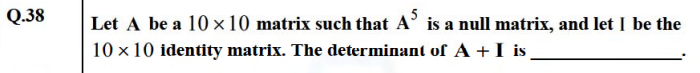 Q.38 Let A be a 10 × 10 matrix such that A⁵ is a null matrix, and let I be the
10 × 10 identity matrix. The determinant of A + I is ____________.